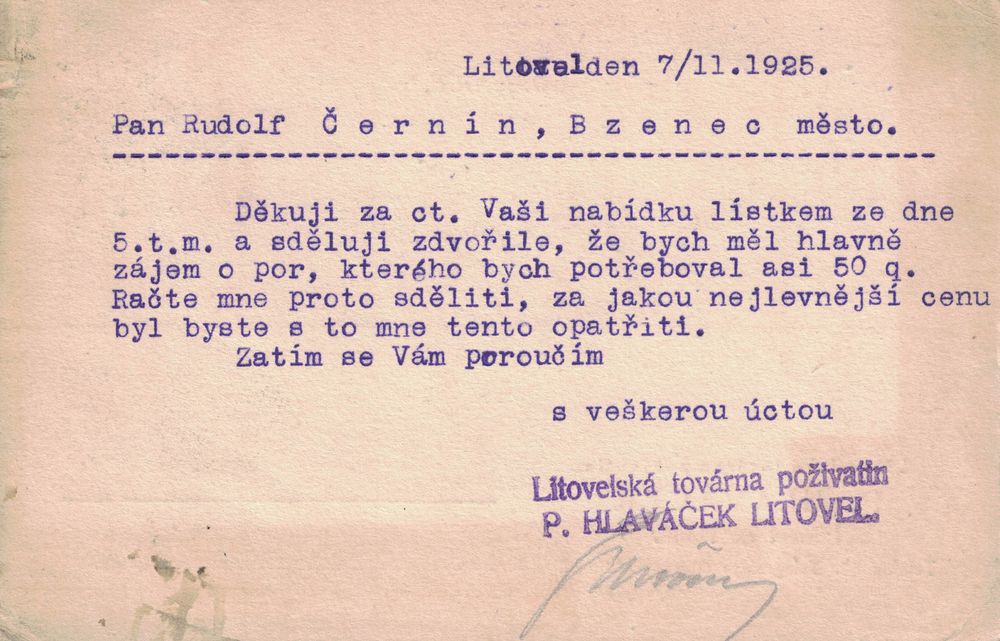 Litovel den 7/11.1925.
Pan Rudolf Černín, Bzenec město.
Děkuji za ct. Vaši nabídku lístkem ze dne
5.t.m. a sděluji zdvořile, že bych měl hlavně
zájem o por, kterého bych potřeboval asi 50 q.
Račte mne proto sděliti, za jakou nejlevnější cenu
byl byste s to mne tento opatřiti.
Zatím se Vám poroučím
s veškerou úctou
Litovelská továrna poživatin
P. HLAVÁČEK LITOVEL.